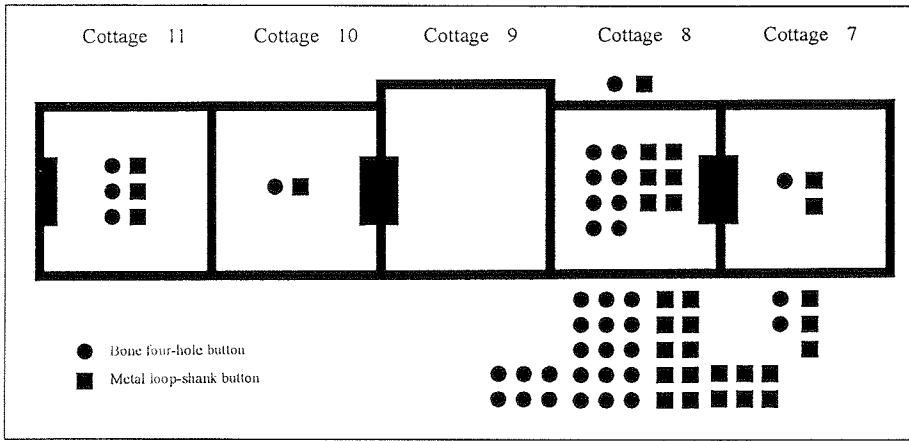 Cottage 11 Cottage 10 Cottage 9 Cottage 8 Cottage 7
Bone four-hole button
Metal loop-shank button